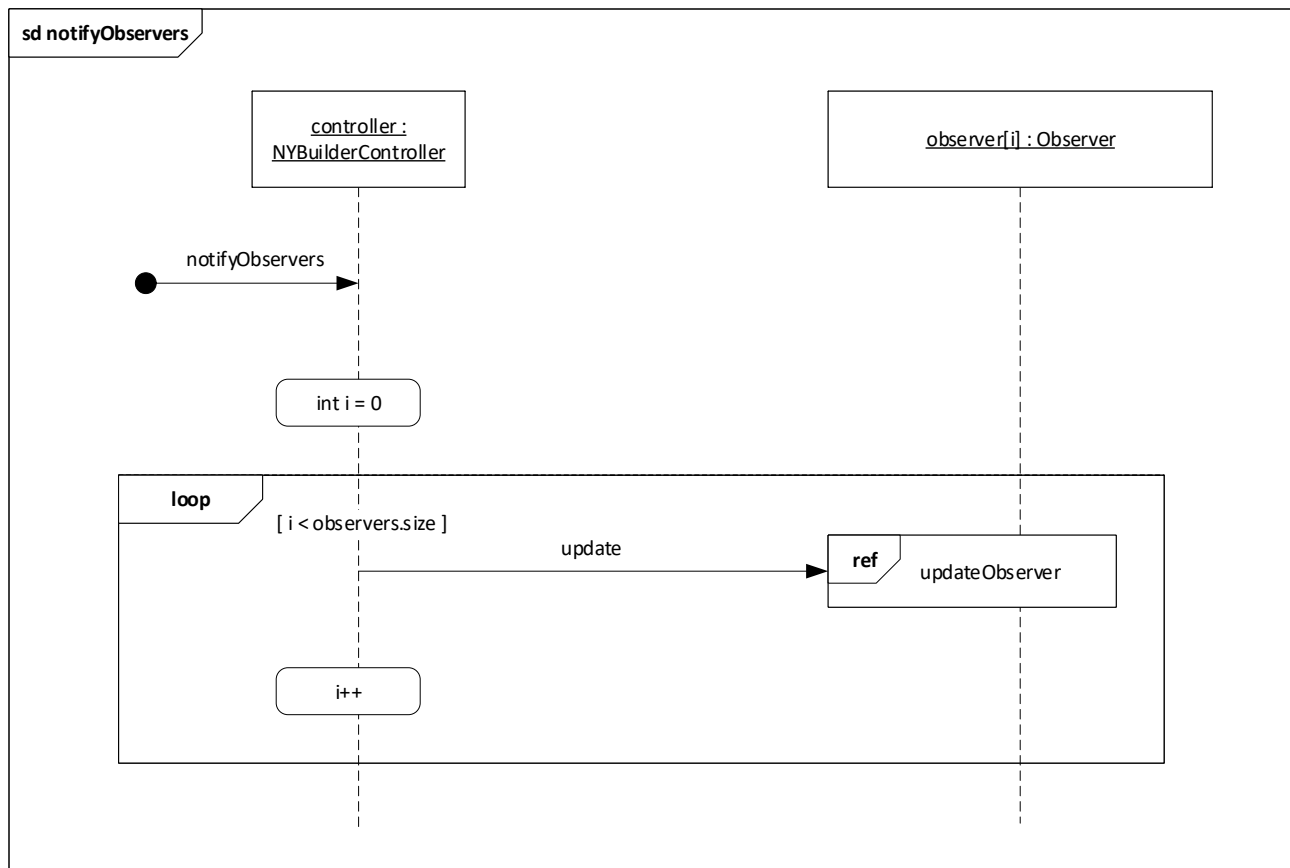 sd notifyObservers
controller :
NYBuilderController
observer[i] : Observer
notifyObservers
int i = 0
loop
[ i < observers.size ]
update
ref
updateObserver
i++